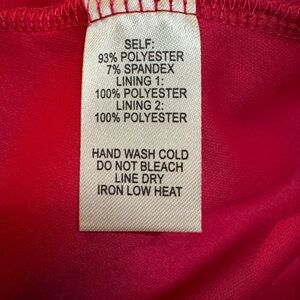 SELF:
93% POLYESTER
7% SPANDEX
LINING 1:
100% POLYESTER
LINING 2:
100% POLYESTER
HAND WASH COLD
DO NOT BLEACH
LINE DRY
IRON LOW HEAT